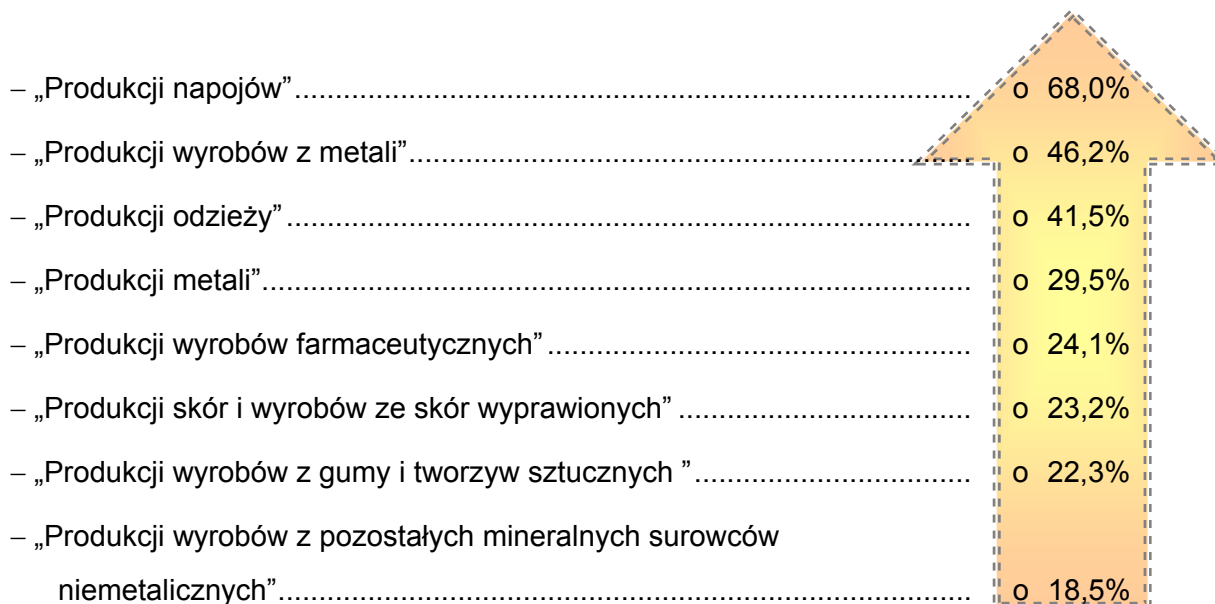 – „Produkcji napojów”.................................................................................. o 68,0%
– „Produkcji wyrobów z metali”.................................................................... o 46,2%
– „Produkcji odzieży”................................................................................... o 41,5%
– „Produkcji metali”...................................................................................... o 29,5%
– „Produkcji wyrobów farmaceutycznych”................................................... o 24,1%
– „Produkcji skór i wyrobów ze skór wyprawionych”................................... o 23,2%
– „Produkcji wyrobów z gumy i tworzyw sztucznych ”................................. o 22,3%
– „Produkcji wyrobów z pozostałych mineralnych surowców
niemetalicznych”.................................................................................... o 18,5%